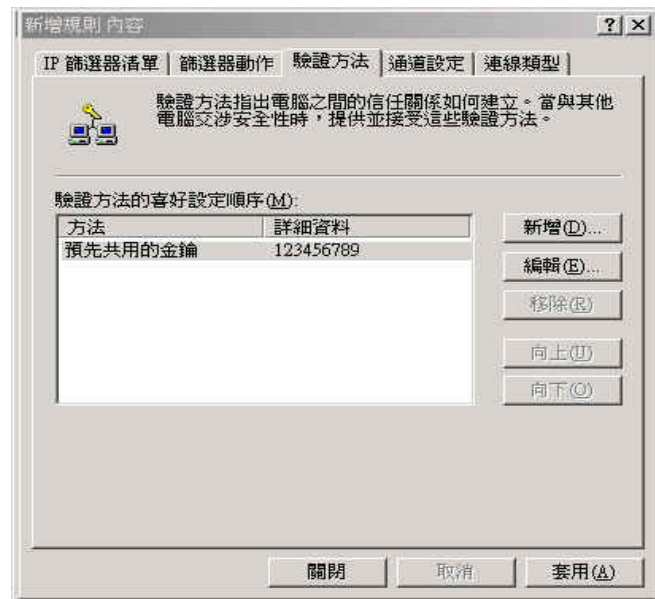 新增規則 內容
IP 篩選器清單 篩選器動作 驗證方法 通道設定 連線類型
驗證方法指出電腦之間的信任關係如何建立。當與其他
電腦交涉安全性時，提供並接受這些驗證方法。
驗證方法的喜好設定順序(M):
方法 詳細資料
預先共用的金鑰 123456789
新增(D)...
編輯(E)...
移除(R)
向上(U)
向下(O)
關閉 取消 套用(A)